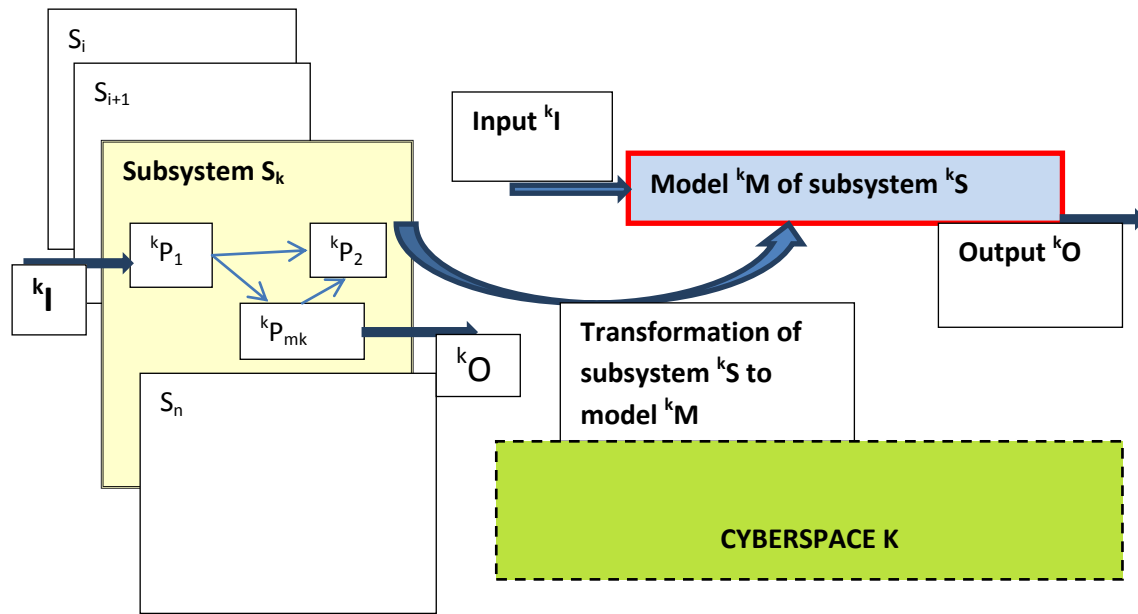 Sᵢ
Sᵢ₊₁
Subsystem Sₖ
ᵏP₁
ᵏP₂
ᵏI
ᵏPₘₖ
ᵏO
Sₙ
Input ᵏI
Model ᵏM of subsystem ᵏS
Output ᵏO
Transformation of
subsystem ᵏS to
model ᵏM
CYBERSPACE K